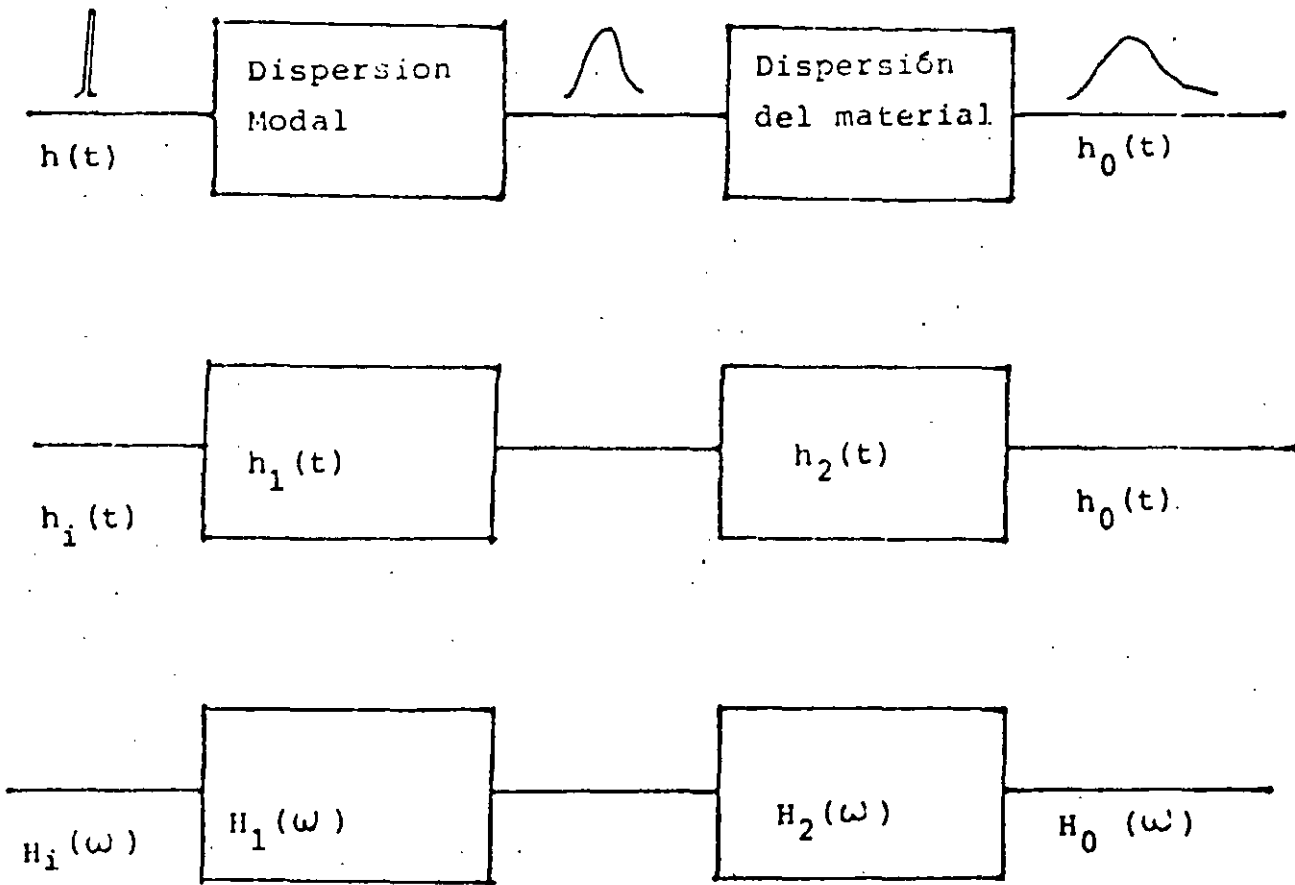 Dispersion
Modal
Dispersión
del material
h(t)
h₀(t)
h₁(t)
h₂(t)
hᵢ(t)
h₀(t).
H₁(ω)
H₂(ω)
Hᵢ(ω)
H₀ (ω)